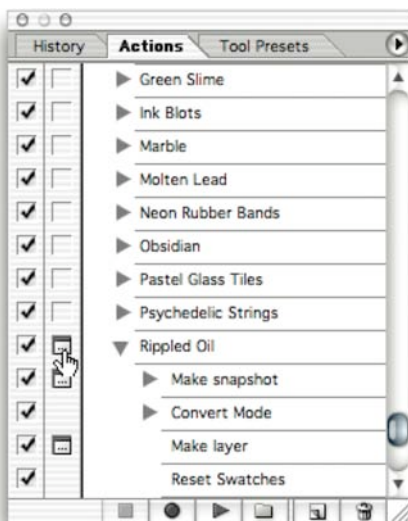 History Actions Tool Presets
Green Slime
Ink Blots
Marble
Molten Lead
Neon Rubber Bands
Obsidian
Pastel Glass Tiles
Psychedelic Strings
Rippled Oil
Make snapshot
Convert Mode
Make layer
Reset Swatches